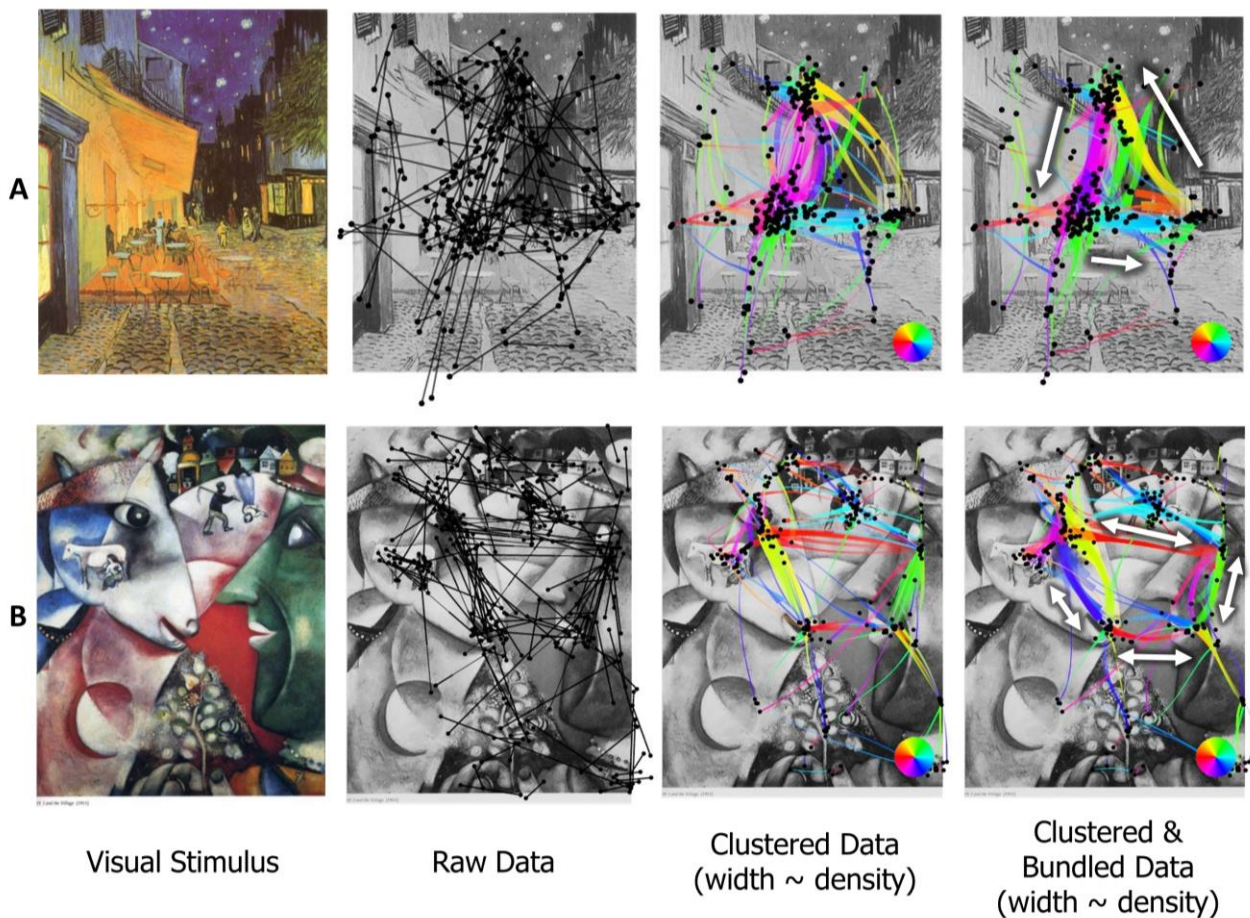 A
B
Visual Stimulus
Raw Data
Clustered Data
(width ~ density)
Clustered &
Bundled Data
(width ~ density)